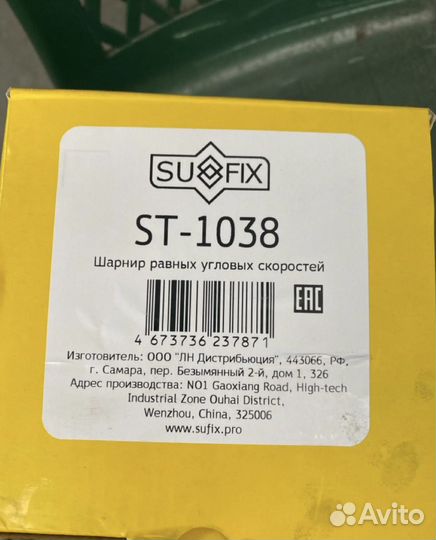 SUFIX
ST-1038
Шарнир равных угловых скоростей
EAC
4 673736 237871
Изготовитель: ООО "ЛН Дистрибьюция", 443066, РФ,
г. Самара, пер. Безымянный 2-й, дом 1, 326
Адрес производства: NO1 Gaoxiang Road, High-tech
Industrial Zone Ouhai District,
Wenzhou, China, 325006
www.sufix.pro
Avito